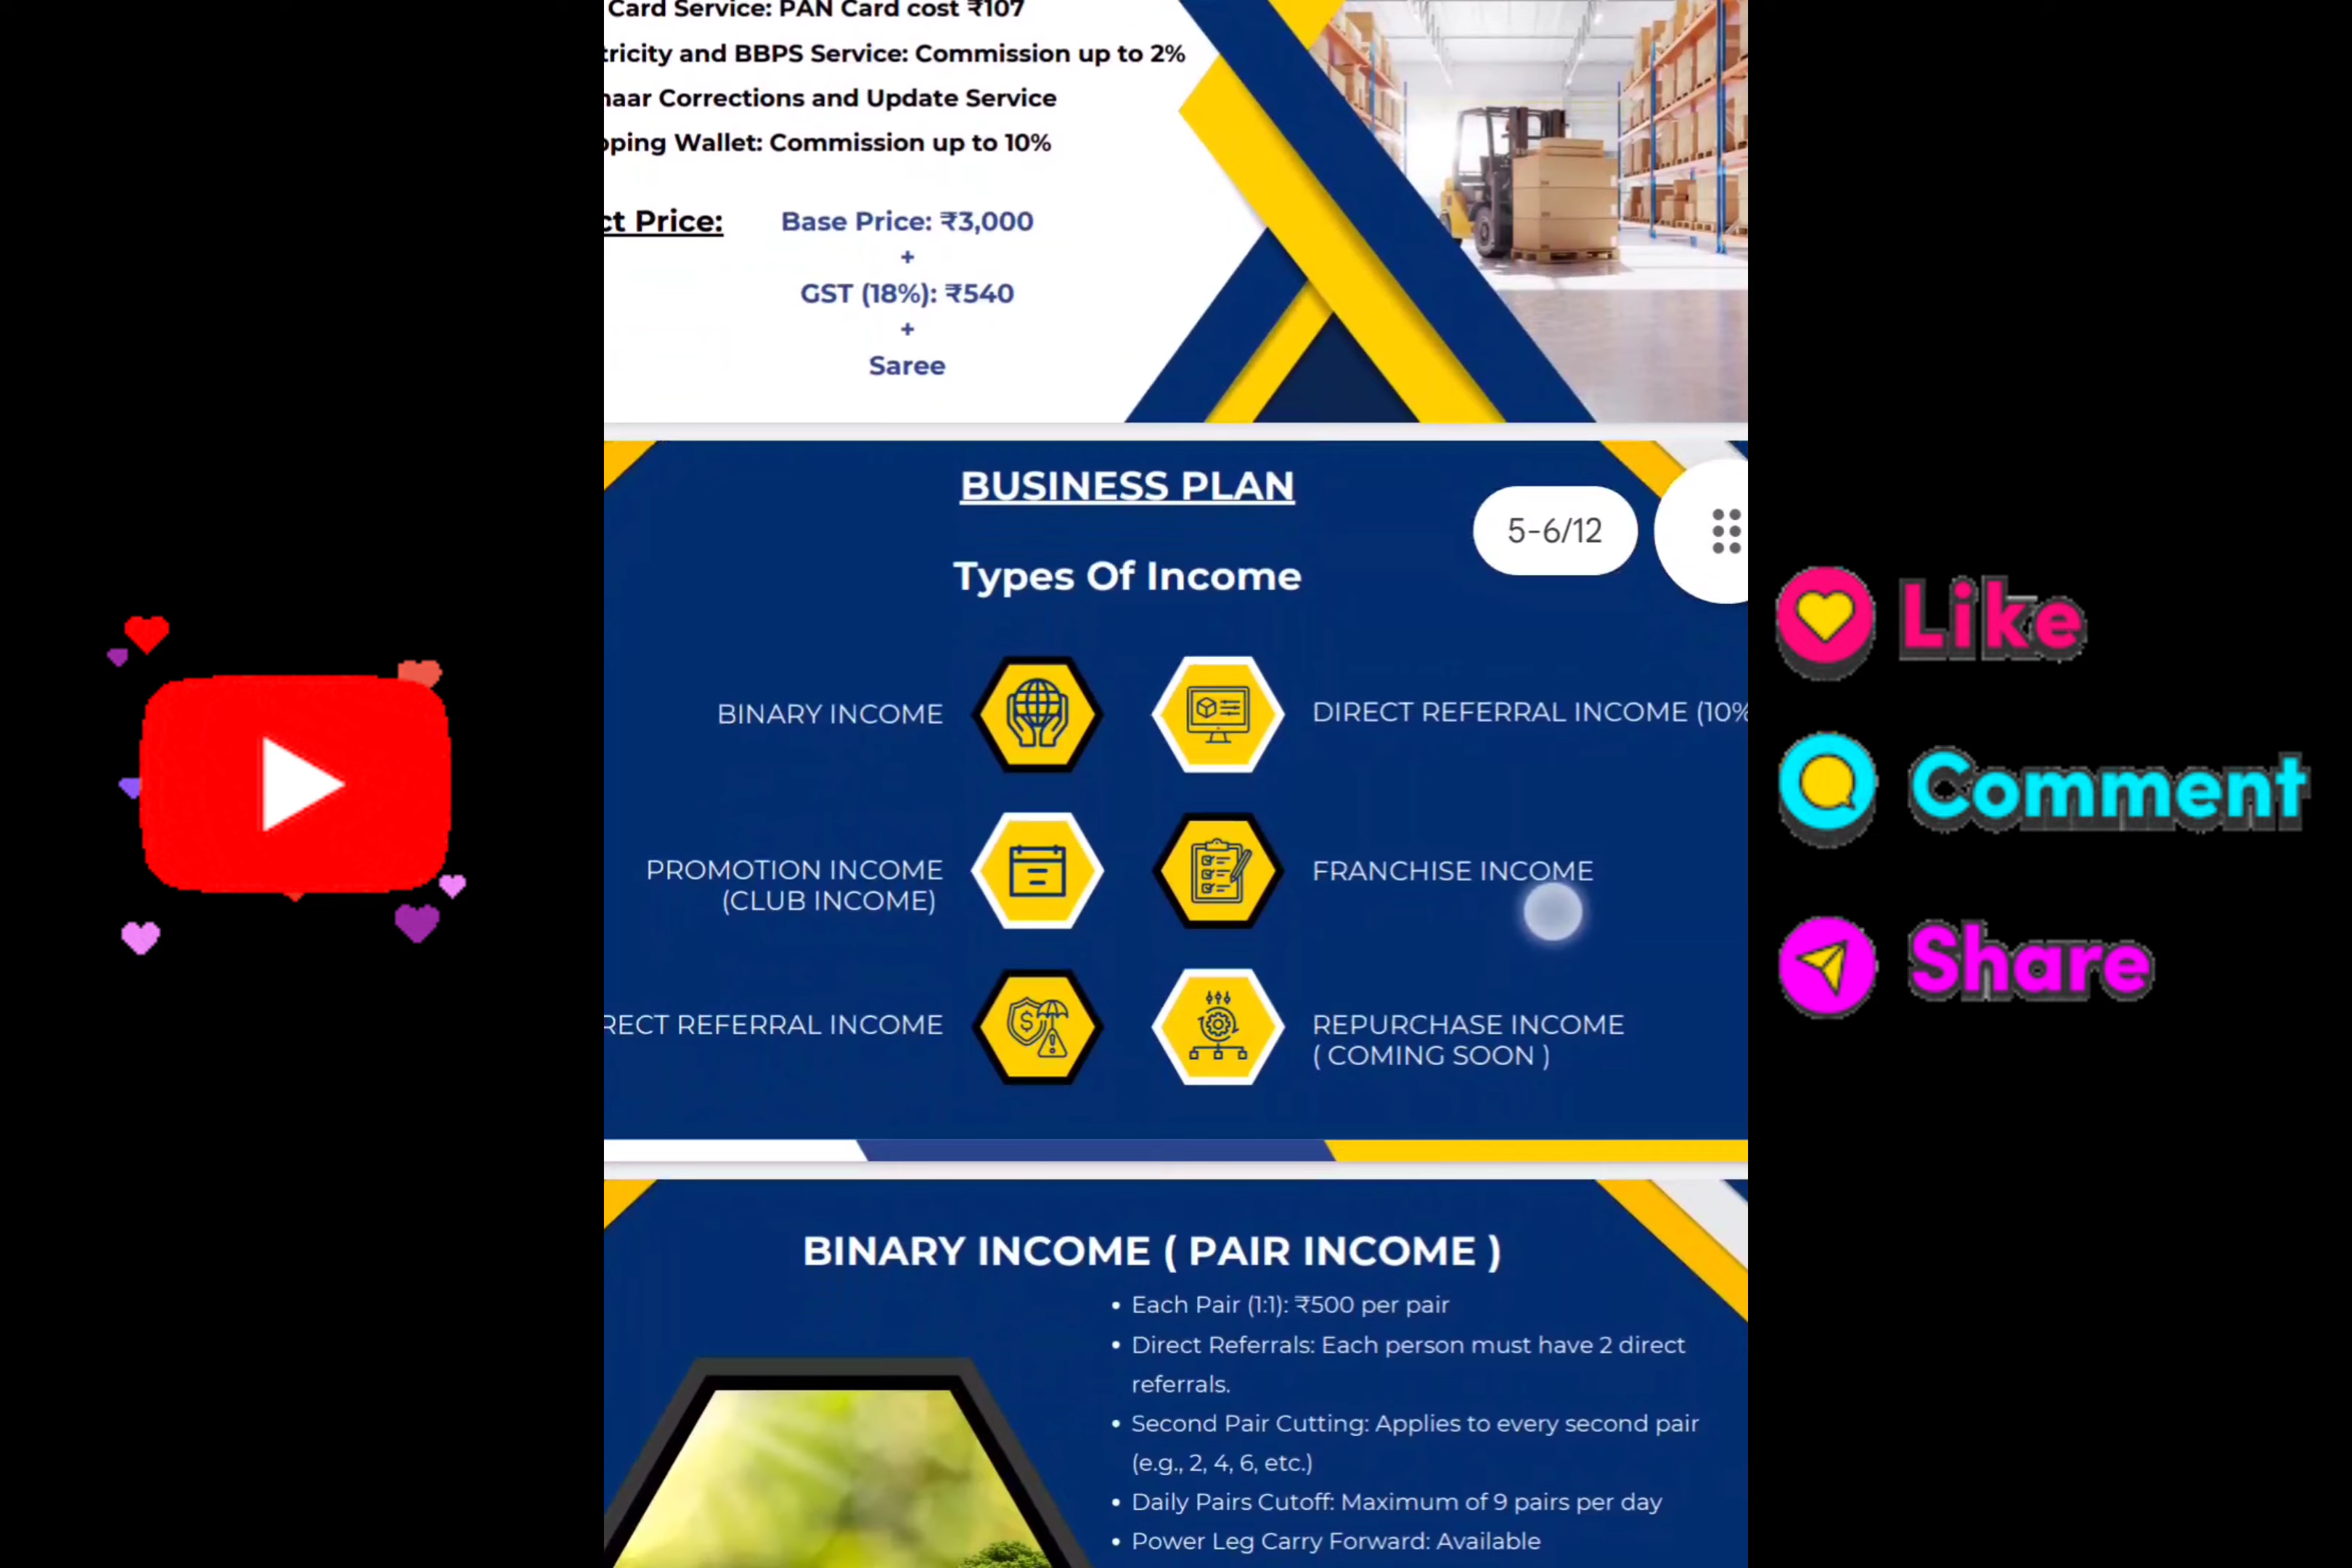 Card Service: PAN Card cost ₹107
tricity and BBPS Service: Commission up to 2%
haar Corrections and Update Service
pping Wallet: Commission up to 10%
ct Price:
Base Price: ₹3,000
+
GST (18%): ₹540
+
Saree
BUSINESS PLAN
5-6/12
Types Of Income
BINARY INCOME
DIRECT REFERRAL INCOME (10%
PROMOTION INCOME
(CLUB INCOME)
FRANCHISE INCOME
RECT REFERRAL INCOME
REPURCHASE INCOME
( COMING SOON )
BINARY INCOME ( PAIR INCOME )
• Each Pair (1:1): ₹500 per pair
• Direct Referrals: Each person must have 2 direct
referrals.
• Second Pair Cutting: Applies to every second pair
(e.g., 2, 4, 6, etc.)
• Daily Pairs Cutoff: Maximum of 9 pairs per day
• Power Leg Carry Forward: Available
Like
Comment
Share